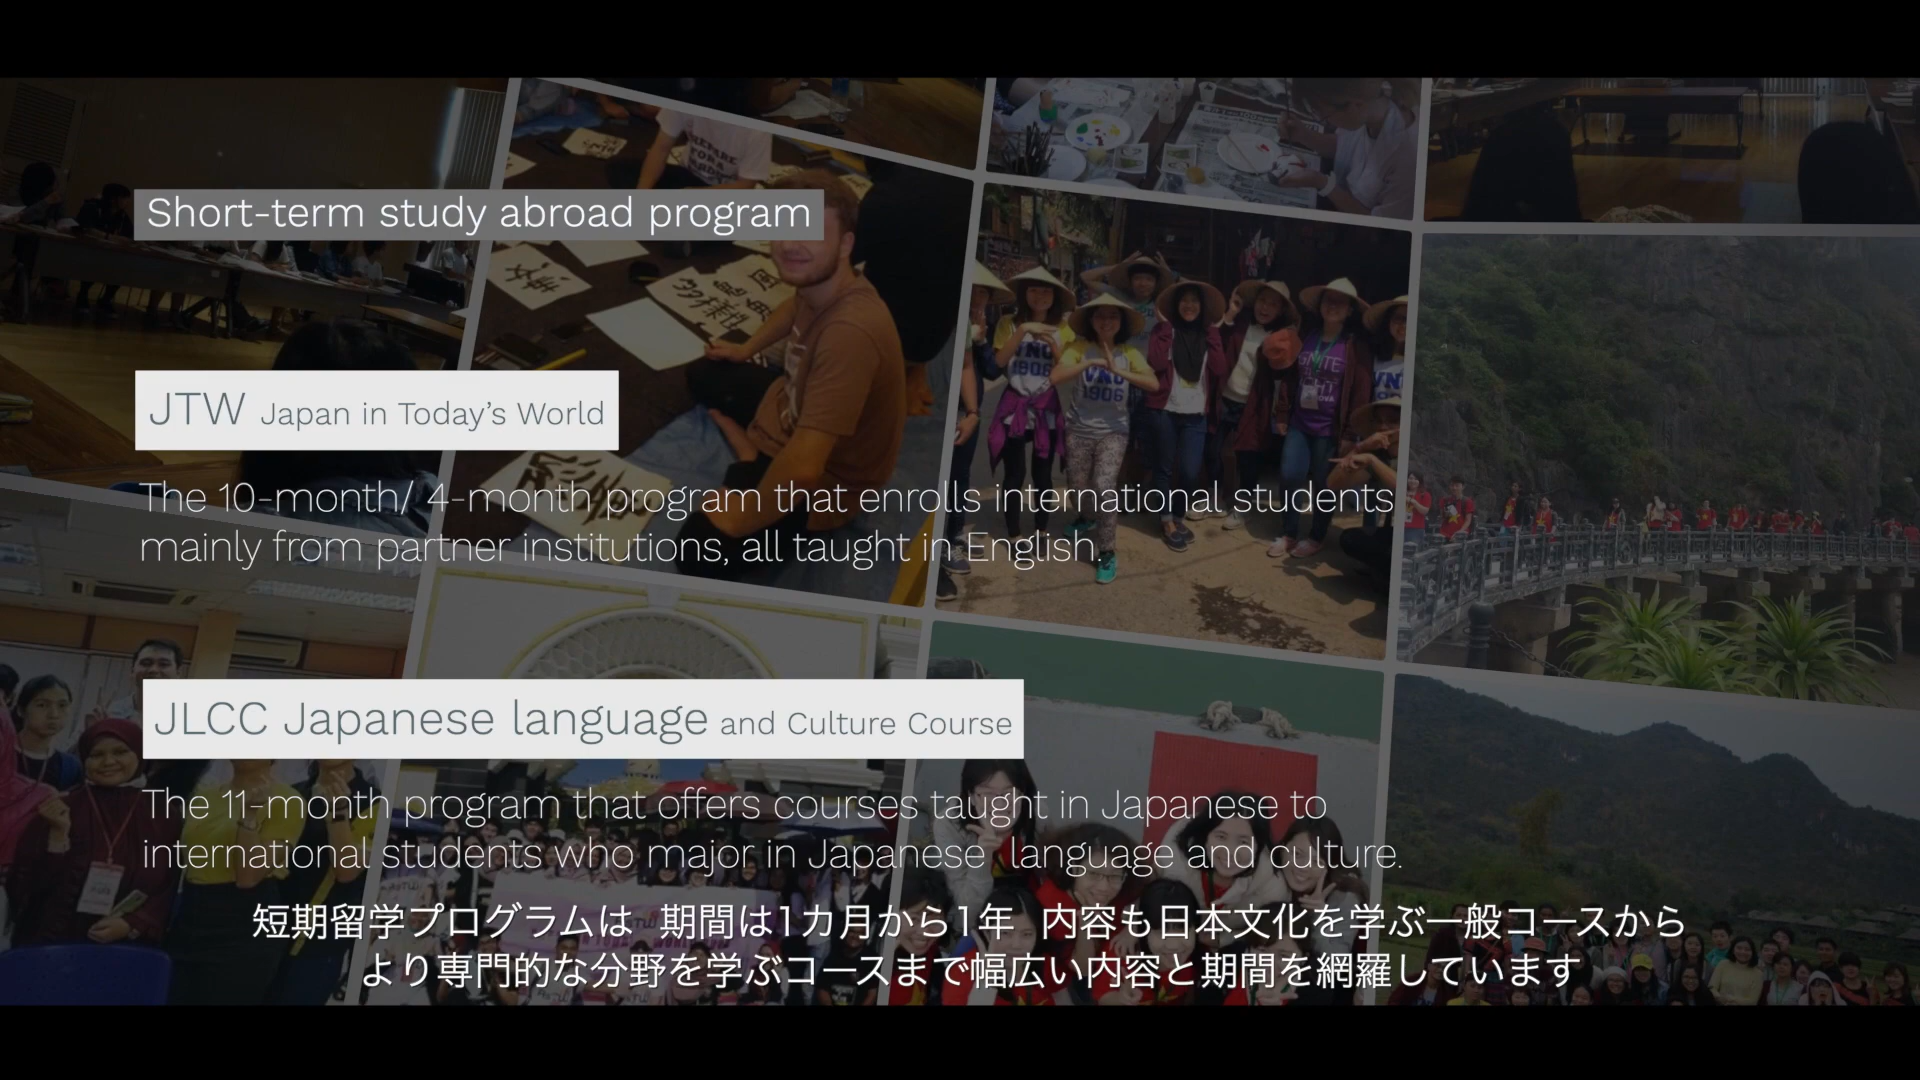 Short-term study abroad program
JTW Japan in Today's World
The 10-month/ 4-month program that enrolls international students
mainly from partner institutions, all taught in English.
JLCC Japanese language and Culture Course
The 11-month program that offers courses taught in Japanese to
international students who major in Japanese language and culture.
短期留学プログラムは 期間は1カ月から1年 内容も日本文化を学ぶ一般コースから
より専門的な分野を学ぶコースまで幅広い内容と期間を網羅しています
VNU
1906